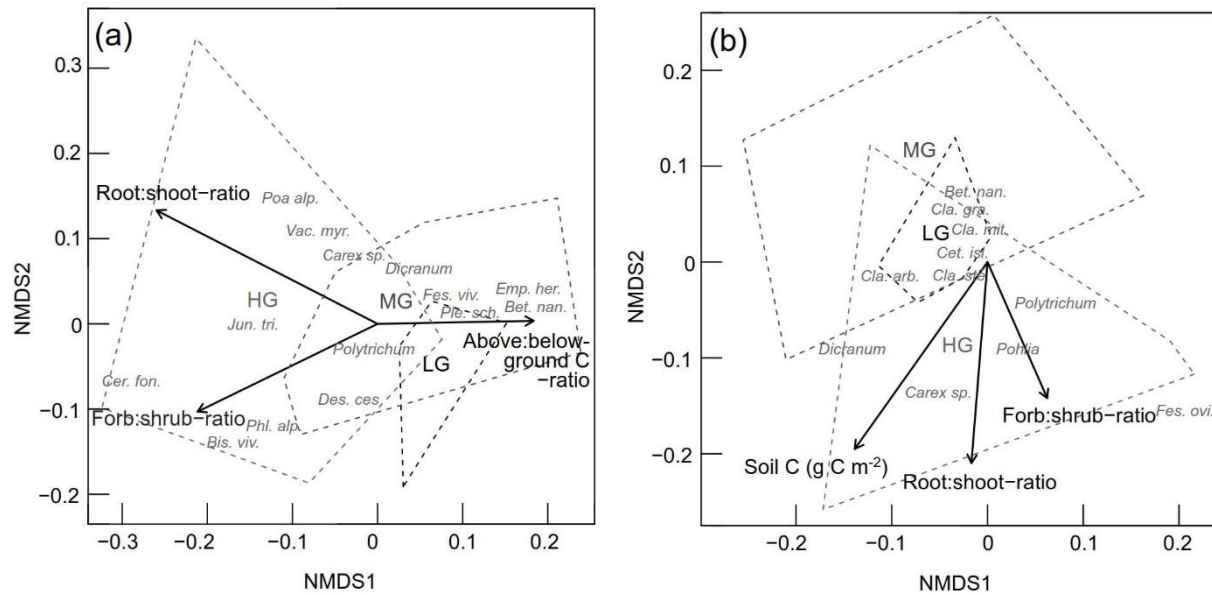 (a)
0.3
0.2
0.1
0
−0.1
−0.2
NMDS2
Root:shoot−ratio
Poa alp.
Vac. myr.
Carex sp.
Dicranum
HG
MG
Fes. viv.
Emp. her.
Jun. tri.
Ple. sch.
Bet. nan.
Polytrichum
Above:below-
ground C
−ratio
LG
Cer. fon.
Des. ces.
Forb:shrub−ratio
Phl. alp.
Bis. viv.
−0.3
−0.2
−0.1
0
0.1
0.2
NMDS1
(b)
0.2
0.1
0
−0.1
−0.2
NMDS2
MG
Bet. nan.
Cla. gra.
LG
Cla. mit.
Cet. isl.
Cla. arb.
Cla. ste.
Polytrichum
Dicranum
HG
Pohlia
Carex sp.
Forb:shrub−ratio
Fes. ovi.
Soil C (g C m-2)
Root:shoot−ratio
−0.2
−0.1
0
0.1
0.2
NMDS1